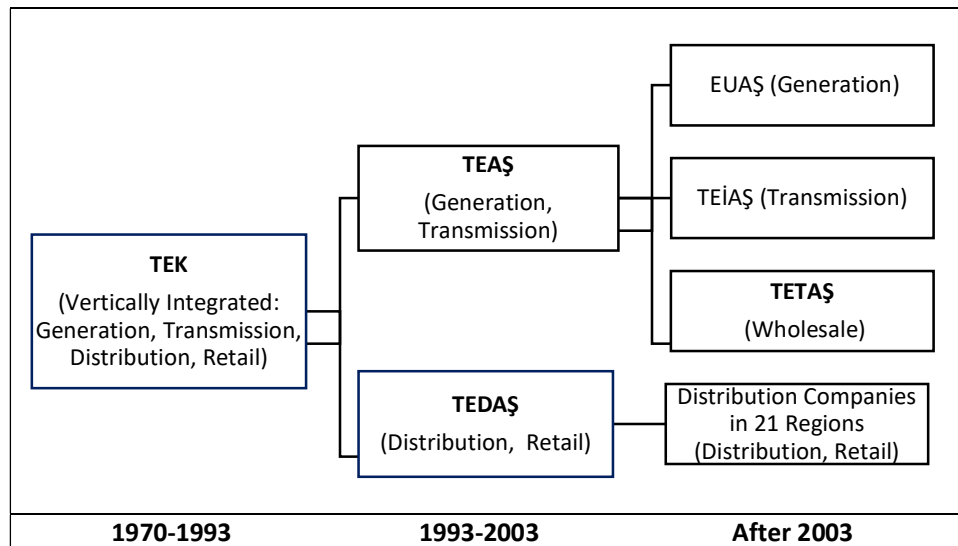 TEK
(Vertically Integrated:
Generation, Transmission,
Distribution, Retail)
TEAŞ
(Generation,
Transmission)
TEDAŞ
(Distribution, Retail)
EUAŞ (Generation)
TEİAŞ (Transmission)
TETAŞ
(Wholesale)
Distribution Companies
in 21 Regions
(Distribution, Retail)
1970-1993
1993-2003
After 2003